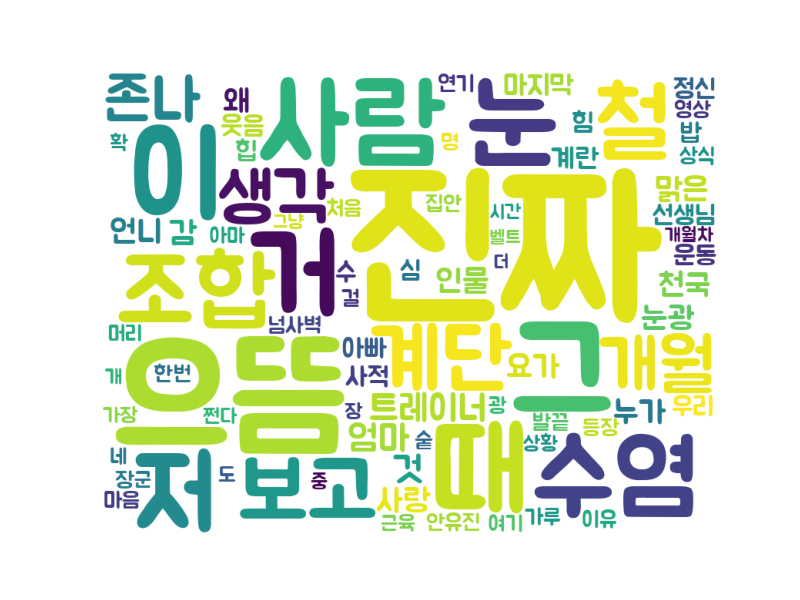 존나 왜 사람 연기 눈 마지막 철 정신
확 웃음 이 힙 명 힘 영상
계란 밥 상식
생각 처음 집안 진짜 맑은
언니 감 아마 그냥 거 시간 선생님
벨트 개월차
조합 수 심 더 운동
걸 인물 천국
머리 넘사벽 눈광
개 한번 으뜸 아빠 계단 요가 그 개월
사적
가장 쩐다 장 트레이너 광 누가 우리
발끝 등장
네 엄마 숱 상황
장군 저 도 보고 중 것 때 수염
마음 사랑
근육 안유진 여기 가루 이유